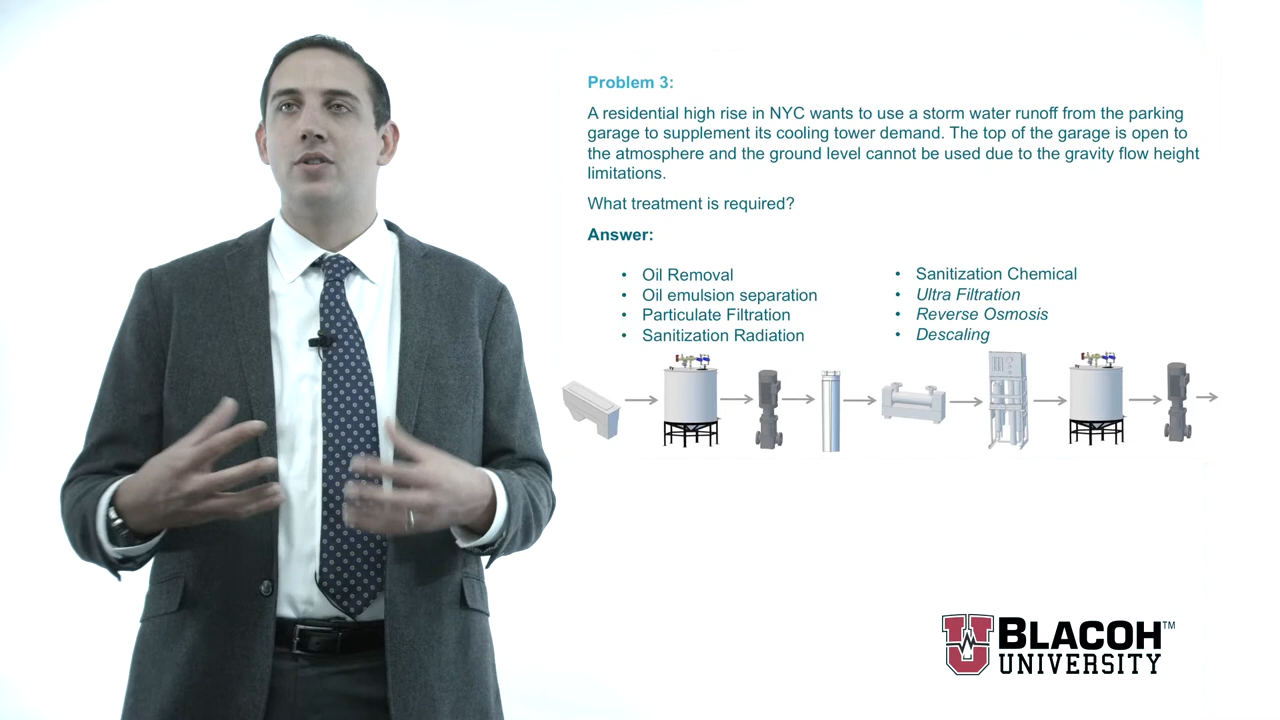 Problem 3:
A residential high rise in NYC wants to use a storm water runoff from the parking
garage to supplement its cooling tower demand. The top of the garage is open to
the atmosphere and the ground level cannot be used due to the gravity flow height
limitations.
What treatment is required?
Answer:
• Oil Removal
• Oil emulsion separation
• Particulate Filtration
• Sanitization Radiation
• Sanitization Chemical
• Ultra Filtration
• Reverse Osmosis
• Descaling
U BLACOH™
UNIVERSITY